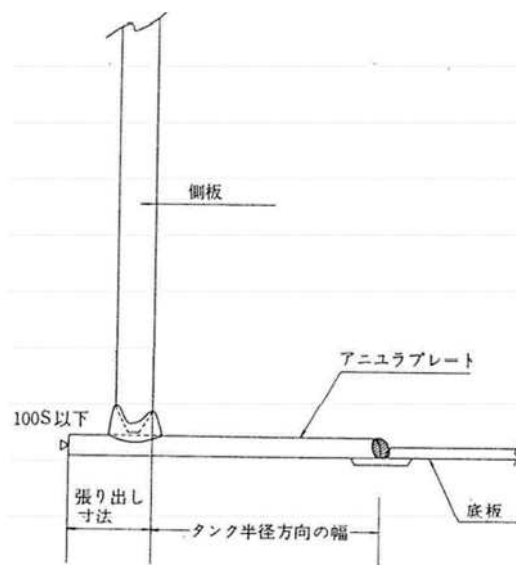 側板
アニユラプレート
100S以下
張り出し
寸法
タンク半径方向の幅
底板